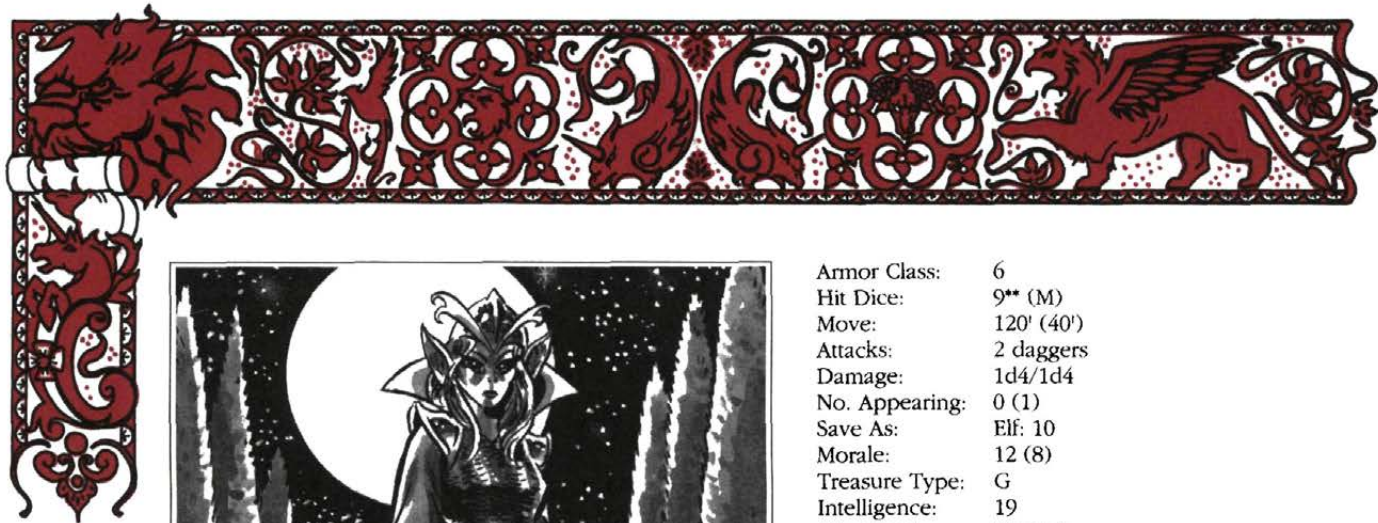 Armor Class: 6
Hit Dice: 9** (M)
Move: 120' (40')
Attacks: 2 daggers
Damage: 1d4/1d4
No. Appearing: 0 (1)
Save As: Elf: 10
Morale: 12 (8)
Treasure Type: G
Intelligence: 19